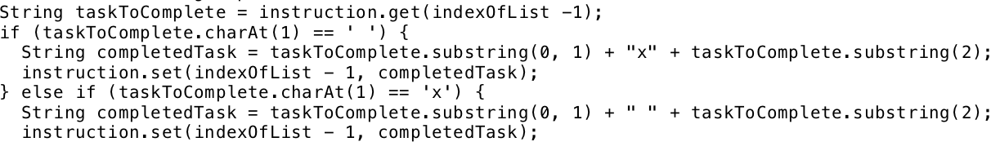 String taskToComplete = instruction.get(indexOfList -1);
if (taskToComplete.charAt(1) == ' ') {
  String completedTask = taskToComplete.substring(0, 1) + "x" + taskToComplete.substring(2);
  instruction.set(indexOfList - 1, completedTask);
} else if (taskToComplete.charAt(1) == 'x') {
  String completedTask = taskToComplete.substring(0, 1) + " " + taskToComplete.substring(2);
  instruction.set(indexOfList - 1, completedTask);